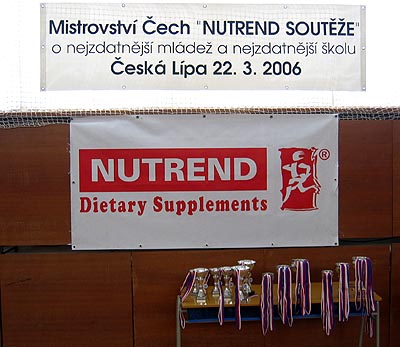 Mistrovství Čech "NUTREND SOUTĚŽE"
o nejzdatnější mládež a nejzdatnější školu
Česká Lípa 22. 3. 2006
NUTREND ®
Dietary Supplements